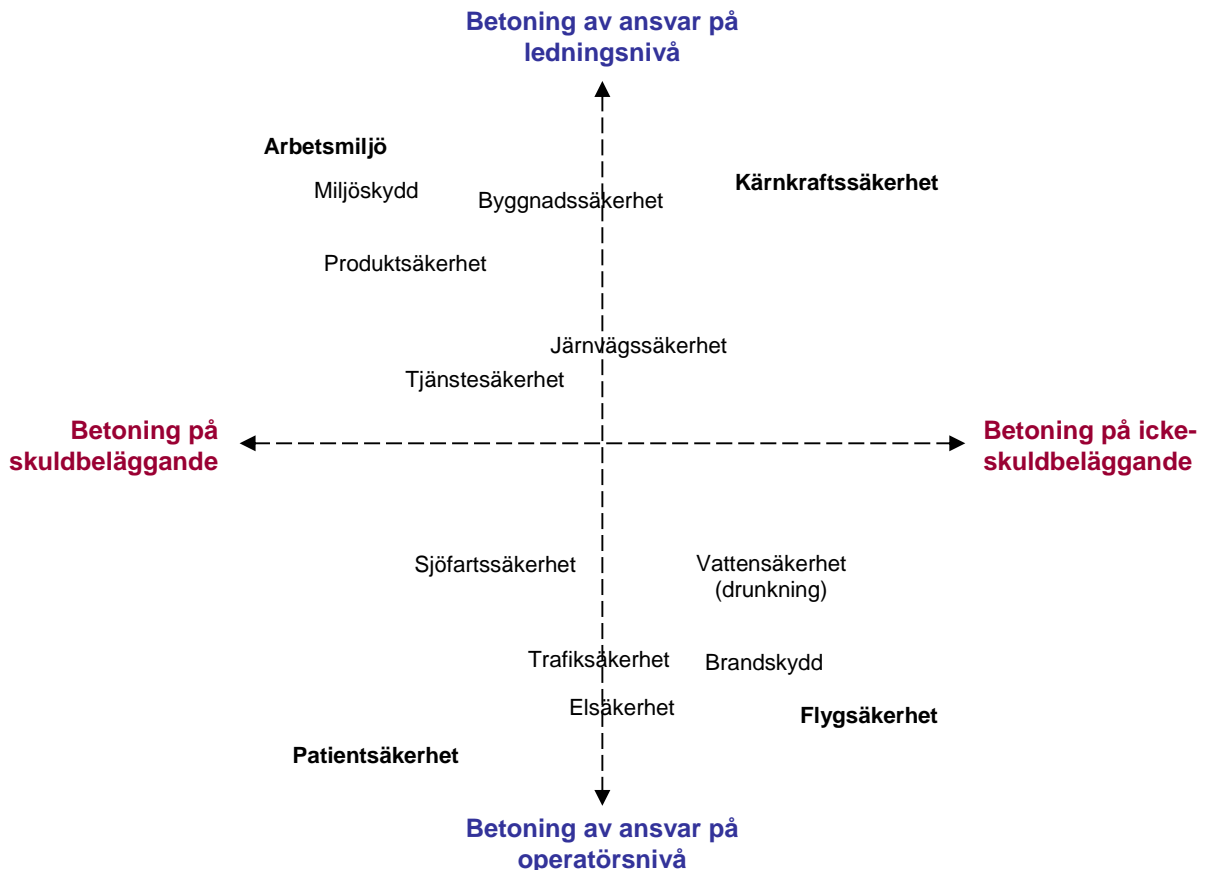 Betoning av ansvar på
ledningsnivå
Arbetsmiljö
Kärnkraftssäkerhet
Miljöskydd
Byggnadssäkerhet
Produktsäkerhet
Järnvägssäkerhet
Tjänstesäkerhet
Betoning på
skuldbeläggande
Betoning på icke-
skuldbeläggande
Sjöfartssäkerhet
Vattensäkerhet
(drunkning)
Trafiksäkerhet
Brandskydd
Elsäkerhet
Flygsäkerhet
Patientsäkerhet
Betoning av ansvar på
operatörsnivå